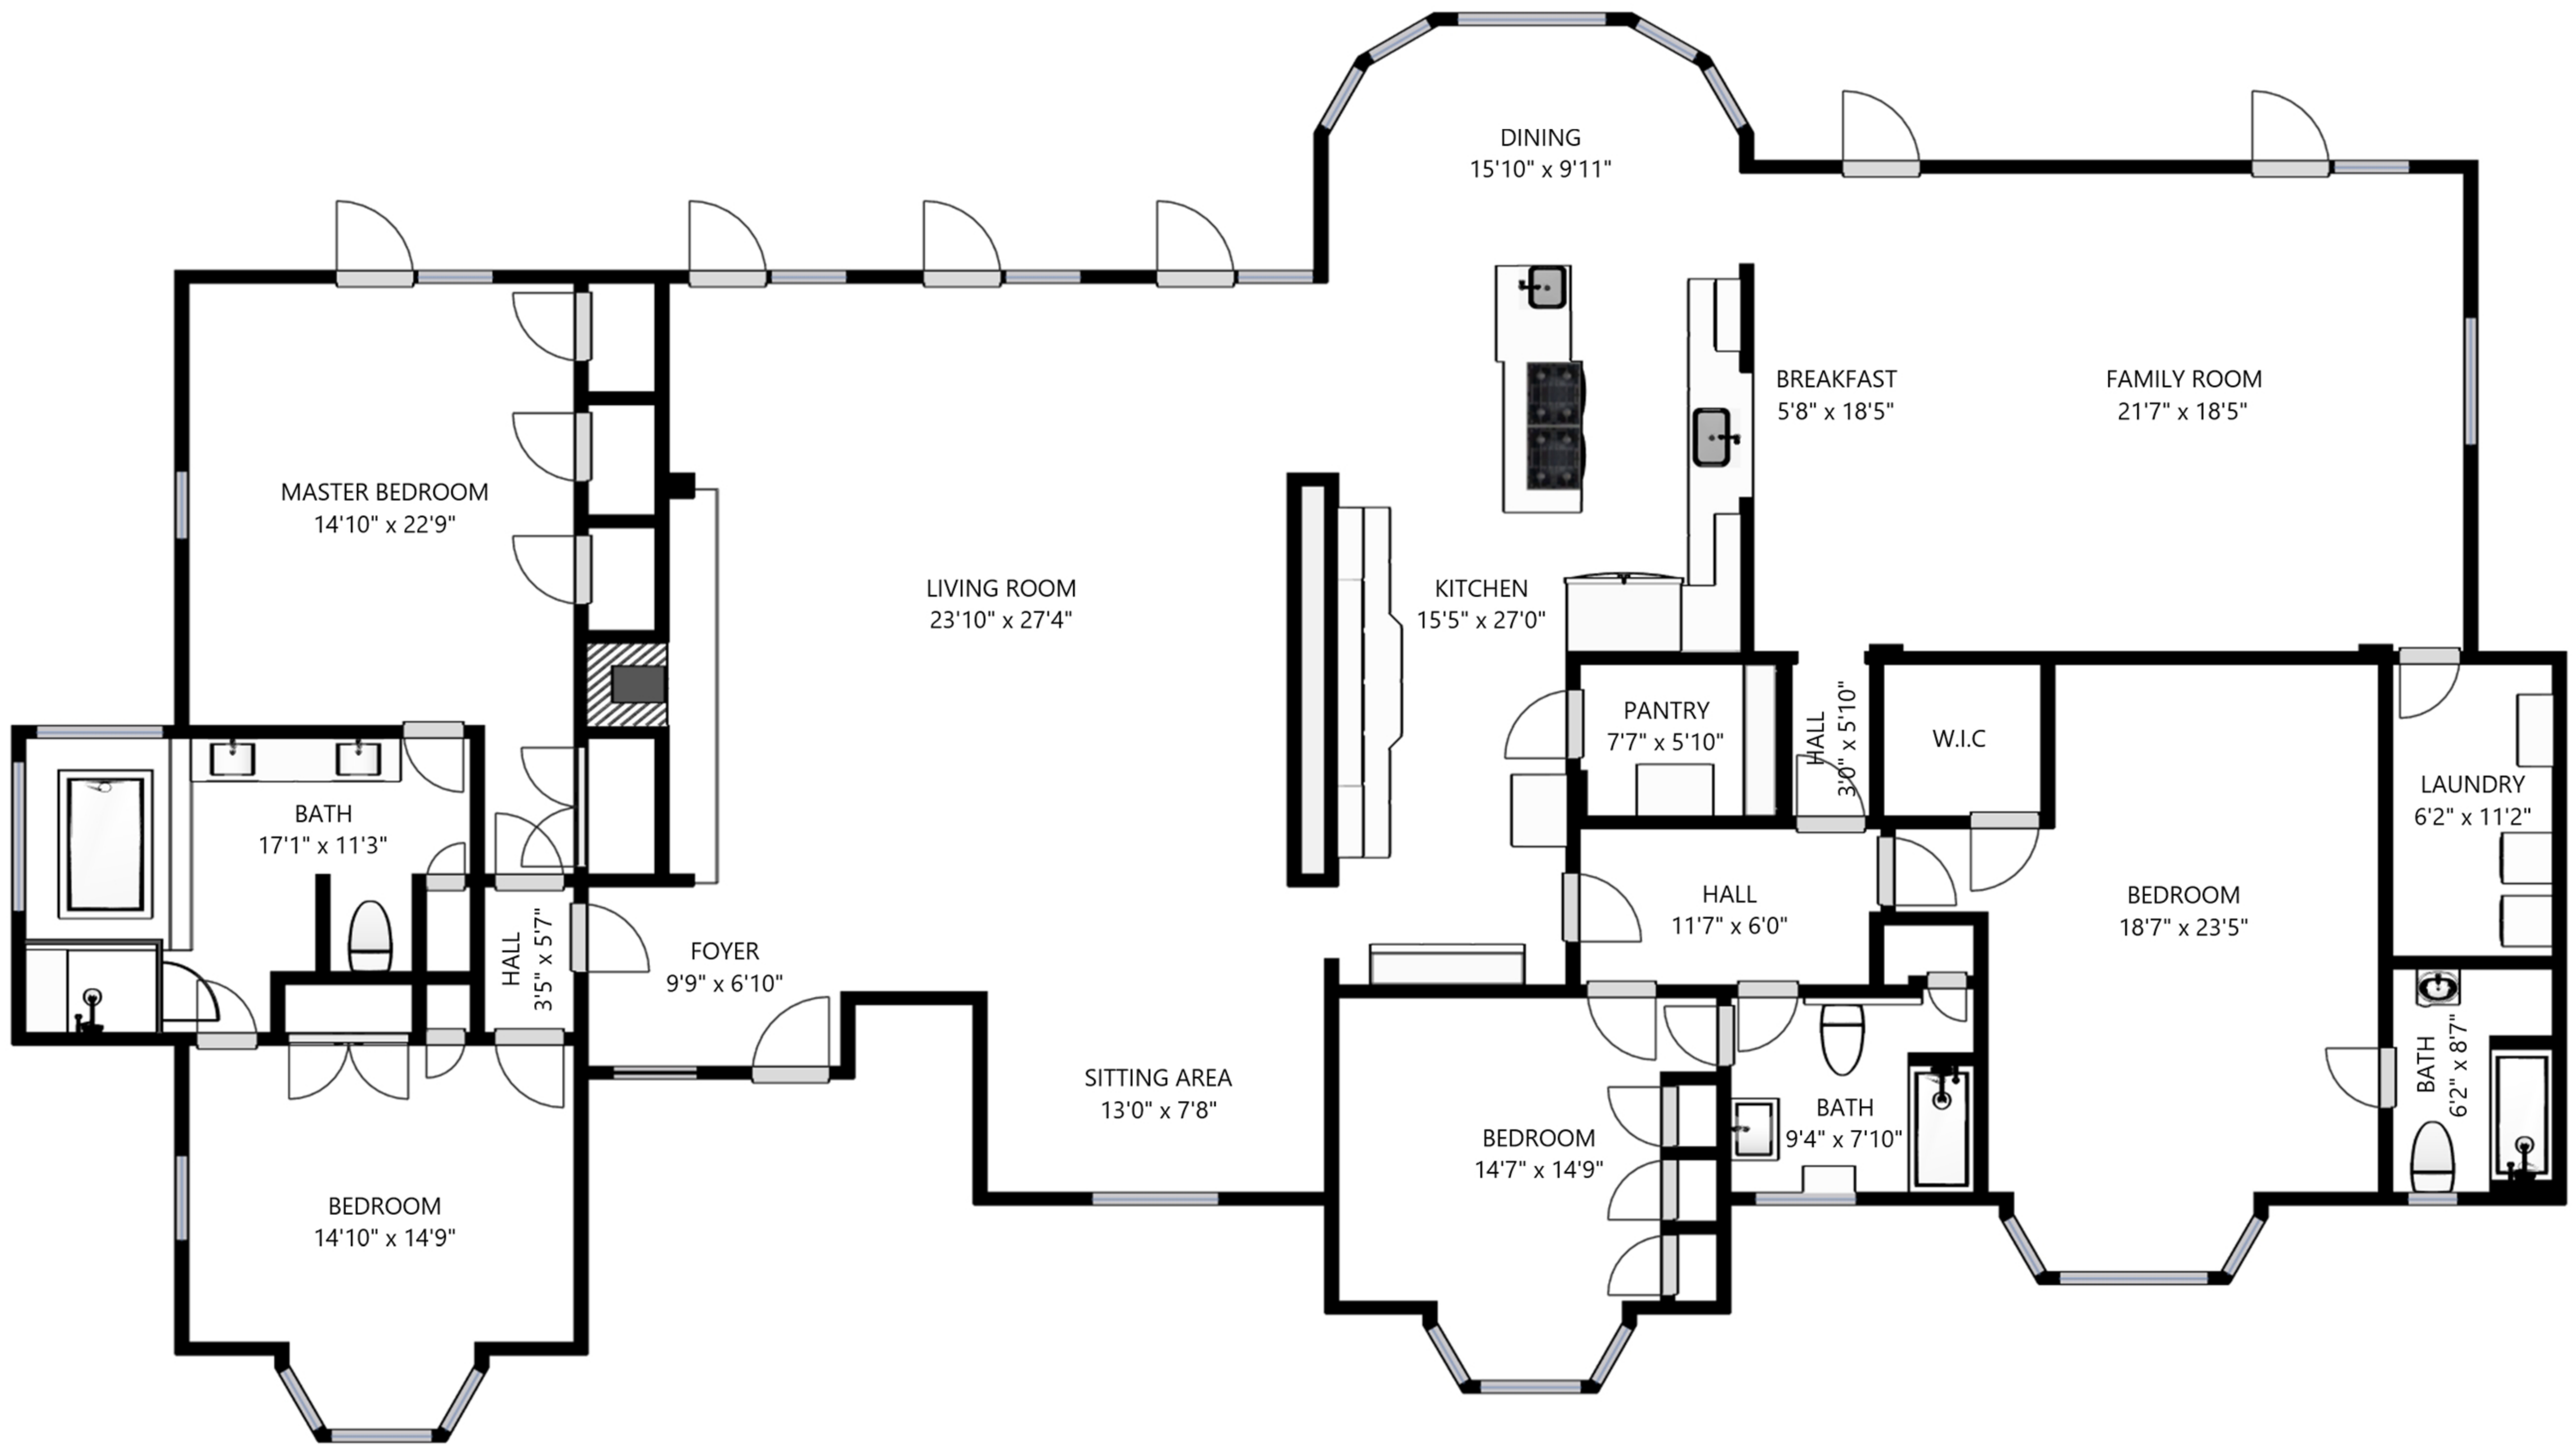 DINING
15'10" x 9'11"
BREAKFAST
5'8" x 18'5"
FAMILY ROOM
21'7" x 18'5"
MASTER BEDROOM
14'10" x 22'9"
LIVING ROOM
23'10" x 27'4"
KITCHEN
15'5" x 27'0"
PANTRY
7'7" x 5'10"
HALL
3'0" x 5'10"
W.I.C
LAUNDRY
6'2" x 11'2"
BATH
17'1" x 11'3"
HALL
11'7" x 6'0"
BEDROOM
18'7" x 23'5"
HALL
3'5" x 5'7"
FOYER
9'9" x 6'10"
SITTING AREA
13'0" x 7'8"
BATH
6'2" x 8'7"
BATH
9'4" x 7'10"
BEDROOM
14'7" x 14'9"
BEDROOM
14'10" x 14'9"